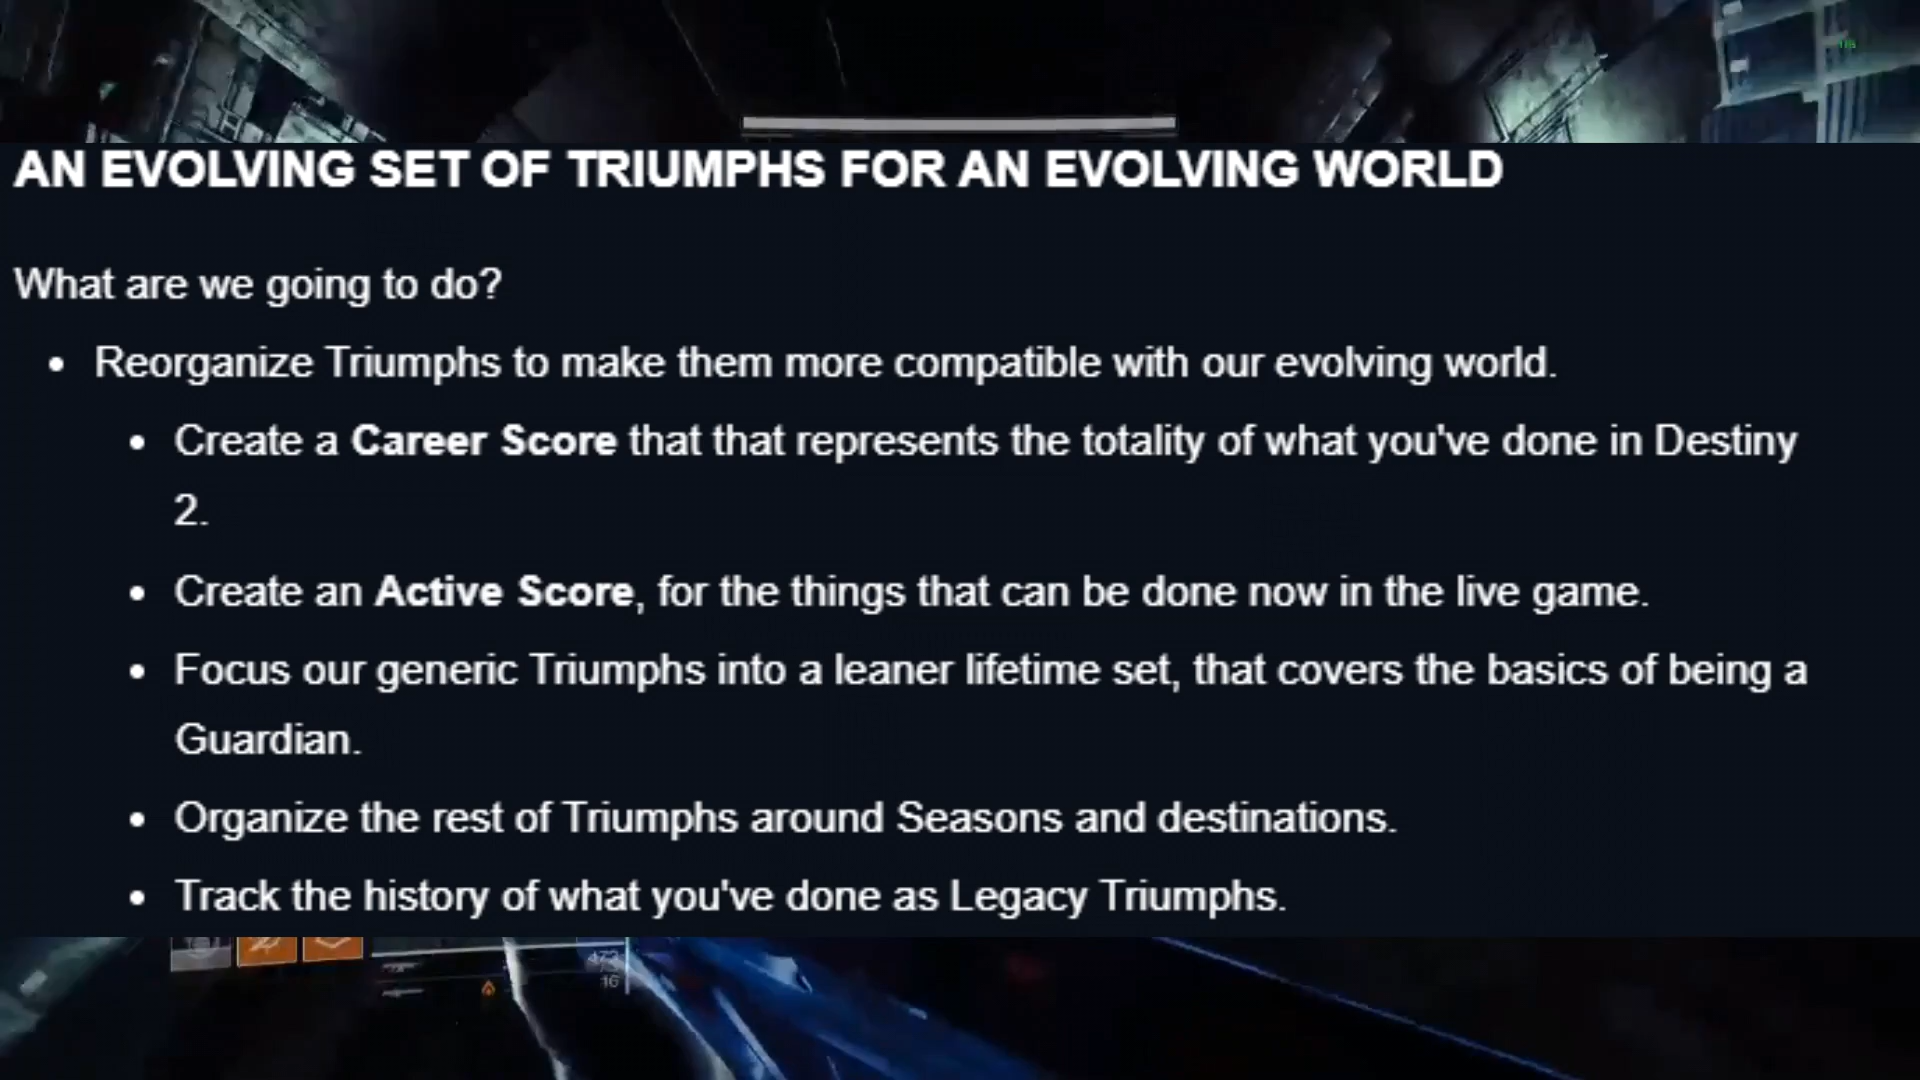 AN EVOLVING SET OF TRIUMPHS FOR AN EVOLVING WORLD
What are we going to do?
• Reorganize Triumphs to make them more compatible with our evolving world.
• Create a Career Score that that represents the totality of what you've done in Destiny
2.
• Create an Active Score, for the things that can be done now in the live game.
• Focus our generic Triumphs into a leaner lifetime set, that covers the basics of being a
Guardian.
• Organize the rest of Triumphs around Seasons and destinations.
• Track the history of what you've done as Legacy Triumphs.
16